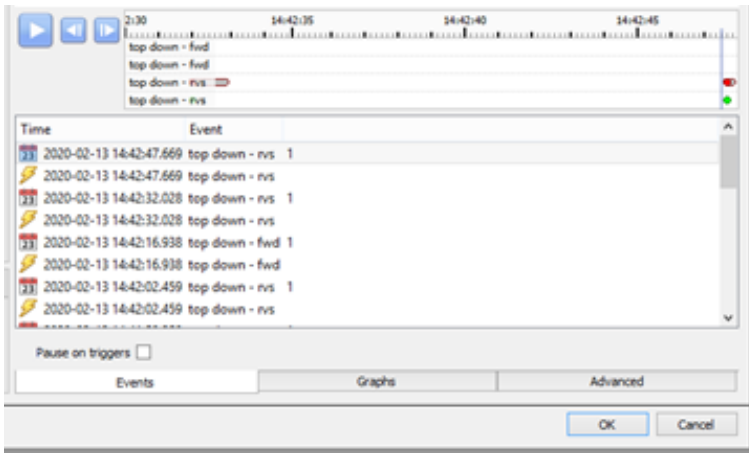 2:30 14:42:35 14:42:40 14:42:45
top down - fwd
top down - fwd
top down - rvs
top down - rvs
Time Event
23 2020-02-13 14:42:47.669 top down - rvs 1
2020-02-13 14:42:47.669 top down - rvs
23 2020-02-13 14:42:32.028 top down - rvs 1
2020-02-13 14:42:32.028 top down - rvs
23 2020-02-13 14:42:16.938 top down - fwd 1
2020-02-13 14:42:16.938 top down - fwd
23 2020-02-13 14:42:02.459 top down - rvs 1
2020-02-13 14:42:02.459 top down - rvs
Pause on triggers
Events Graphs Advanced
OK Cancel